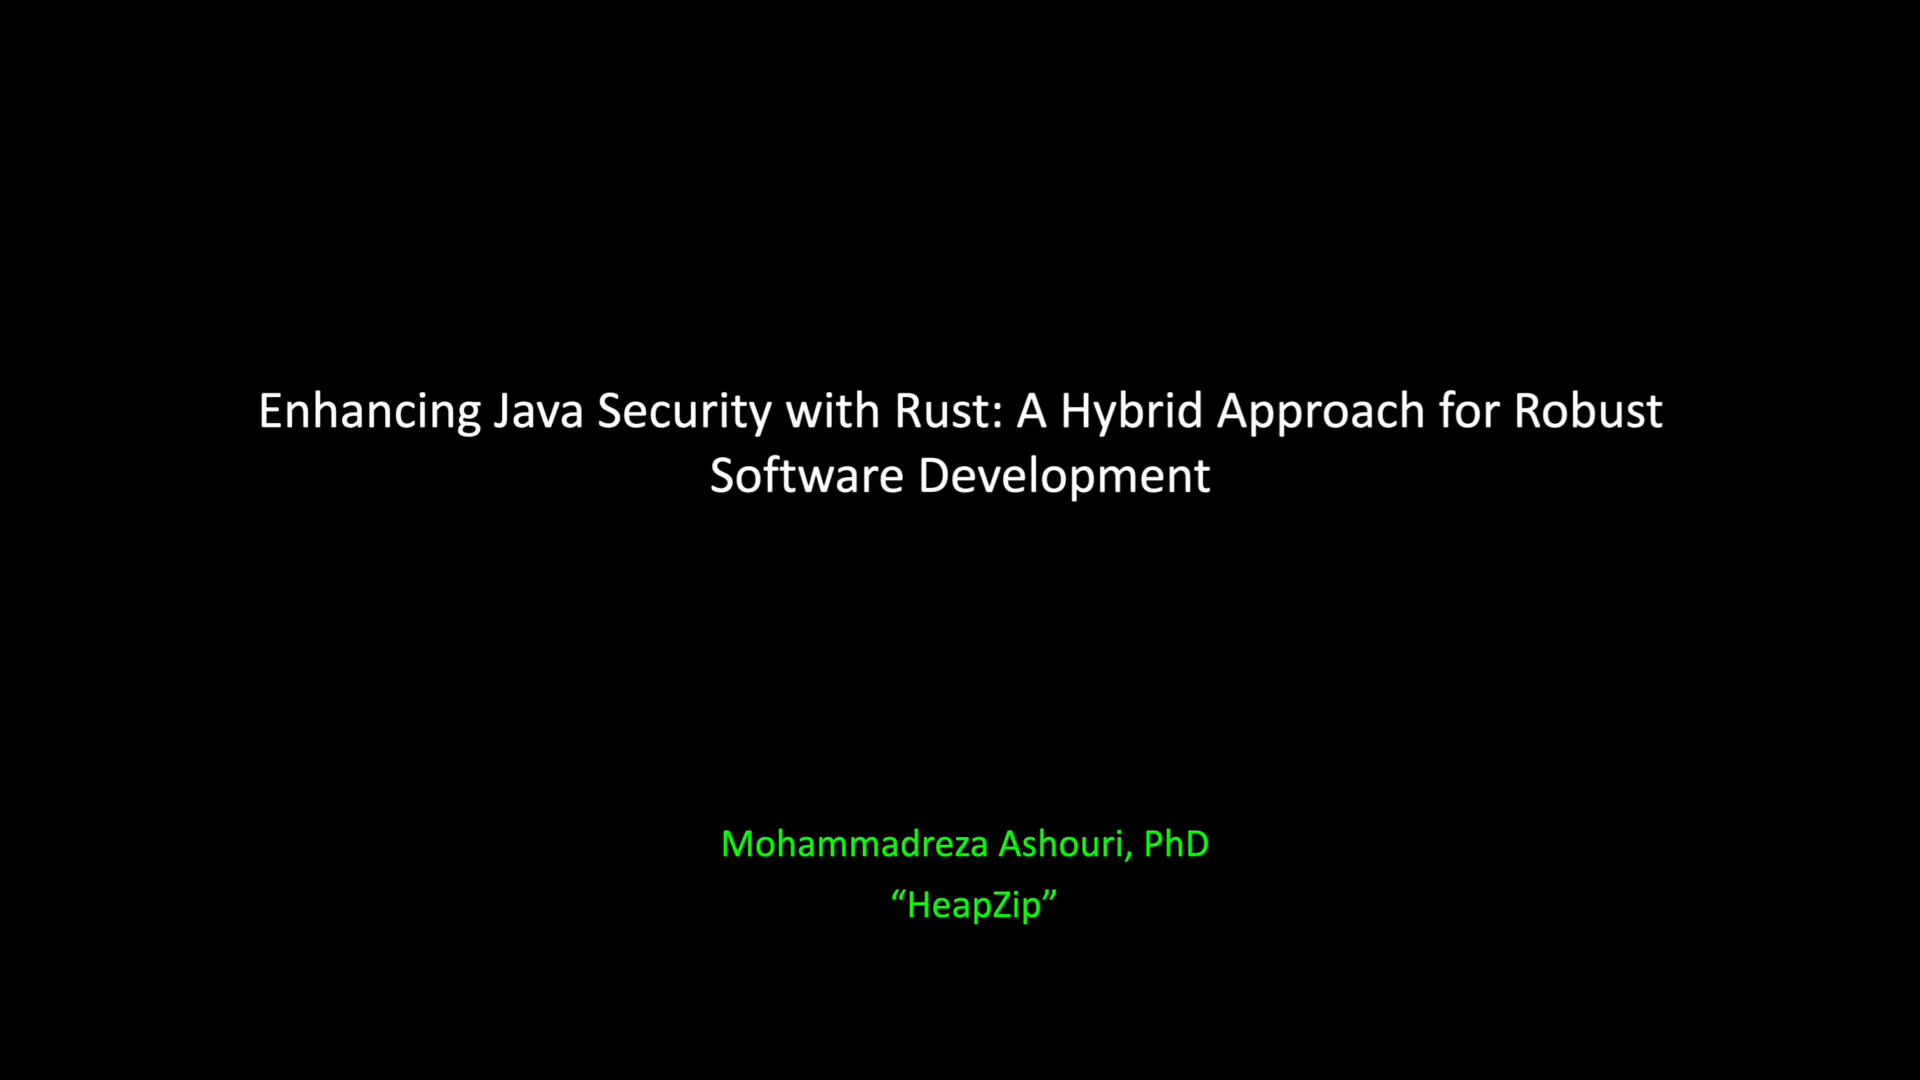 Enhancing Java Security with Rust: A Hybrid Approach for Robust
Software Development
Mohammadreza Ashouri, PhD
“HeapZip”